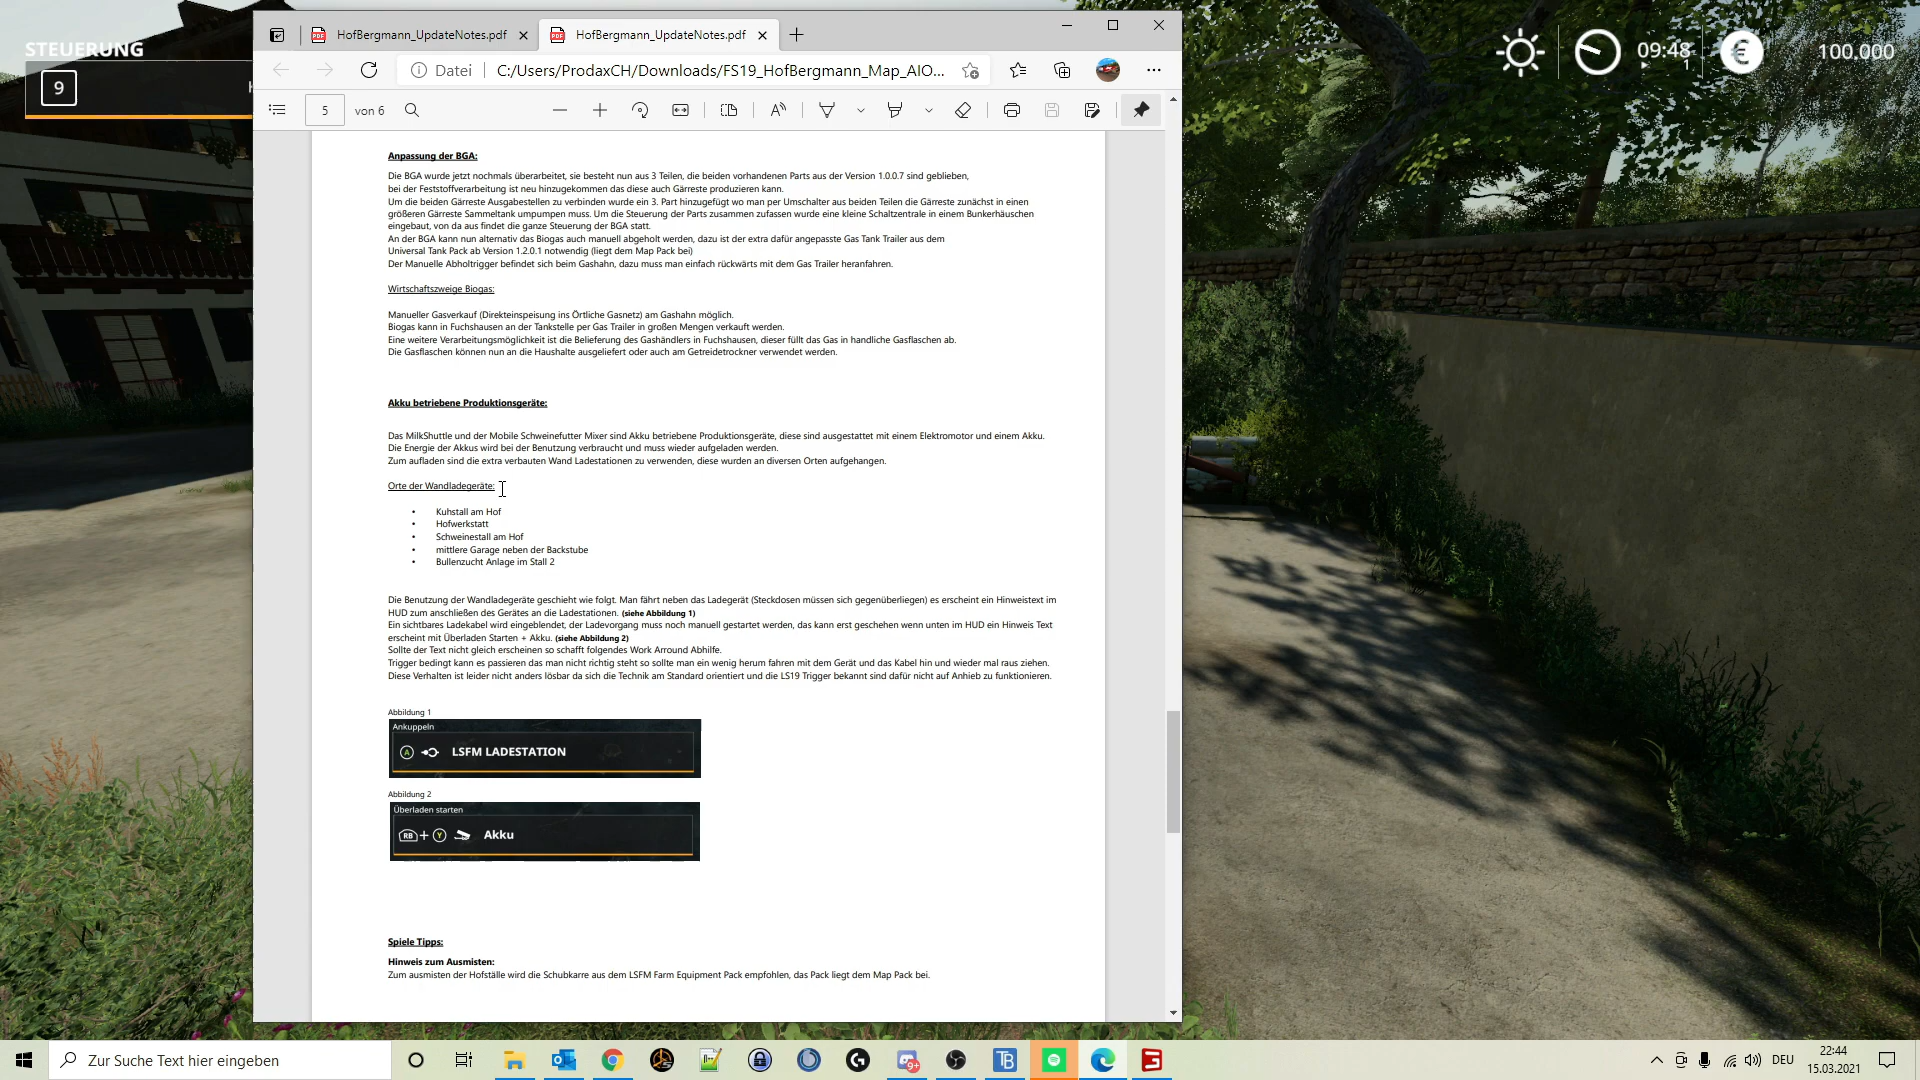 STEUERUNG
9
HofBergmann_UpdateNotes.pdf
HofBergmann_UpdateNotes.pdf
Datei
C:/Users/ProdaxCH/Downloads/FS19_HofBergmann_Map_AIO...
5 von 6
09:48
1
100.000
Anpassung der BGA:
Die BGA wurde jetzt nochmals überarbeitet, sie besteht nun aus 3 Teilen, die beiden vorhandenen Parts aus der Version 1.0.0.7 sind geblieben,
bei der Feststoffverarbeitung ist neu hinzugekommen das diese auch Gärreste produzieren kann.
Um die beiden Gärreste Ausgabestellen zu verbinden wurde ein 3. Part hinzugefügt wo man per Umschalter aus beiden Teilen die Gärreste zunächst in einen
größeren Gärreste Sammeltank umpumpen muss. Um die Steuerung der Parts zusammen zufassen wurde eine kleine Schaltzentrale in einem Bunkerhäuschen
eingebaut, von da aus findet die ganze Steuerung der BGA statt.
An der BGA kann nun alternativ das Biogas auch manuell abgeholt werden, dazu ist der extra dafür angepasste Gas Tank Trailer aus dem
Universal Tank Pack ab Version 1.2.0.1 notwendig (liegt dem Map Pack bei)
Der Manuelle Abholtrigger befindet sich beim Gashahn, dazu muss man einfach rückwärts mit dem Gas Trailer heranfahren.
Wirtschaftszweige Biogas:
Manueller Gasverkauf (Direkteinspeisung ins Örtliche Gasnetz) am Gashahn möglich.
Biogas kann in Fuchshausen an der Tankstelle per Gas Trailer in großen Mengen verkauft werden.
Eine weitere Verarbeitungsmöglichkeit ist die Belieferung des Gashändlers in Fuchshausen, dieser füllt das Gas in handliche Gasflaschen ab.
Die Gasflaschen können nun an die Haushalte ausgeliefert oder auch am Getreidetrockner verwendet werden.
Akku betriebene Produktionsgeräte:
Das MilkShuttle und der Mobile Schweinefutter Mixer sind Akku betriebene Produktionsgeräte, diese sind ausgestattet mit einem Elektromotor und einem Akku.
Die Energie der Akkus wird bei der Benutzung verbraucht und muss wieder aufgeladen werden.
Zum aufladen sind die extra verbauten Wand Ladestationen zu verwenden, diese wurden an diversen Orten aufgehangen.
Orte der Wandladegeräte:
• Kuhstall am Hof
• Hofwerkstatt
• Schweinestall am Hof
• mittlere Garage neben der Backstube
• Bullenzucht Anlage im Stall 2
Die Benutzung der Wandladegeräte geschieht wie folgt. Man fährt neben das Ladegerät (Steckdosen müssen sich gegenüberliegen) es erscheint ein Hinweistext im
HUD zum anschließen des Gerätes an die Ladestationen. (siehe Abbildung 1)
Ein sichtbares Ladekabel wird eingeblendet, der Ladevorgang muss noch manuell gestartet werden, das kann erst geschehen wenn unten im HUD ein Hinweis Text
erscheint mit Überladen Starten + Akku. (siehe Abbildung 2)
Sollte der Text nicht gleich erscheinen so schafft folgendes Work Arround Abhilfe.
Trigger bedingt kann es passieren das man nicht richtig steht so sollte man ein wenig herum fahren mit dem Gerät und das Kabel hin und wieder mal raus ziehen.
Diese Verhalten ist leider nicht anders lösbar da sich die Technik am Standard orientiert und die LS19 Trigger bekannt sind dafür nicht auf Anhieb zu funktionieren.
Abbildung 1
Ankuppeln
A LSFM LADESTATION
Abbildung 2
Überladen starten
RB + Y Akku
Spiele Tipps:
Hinweis zum Ausmisten:
Zum ausmisten der Hofställe wird die Schubkarre aus dem LSFM Farm Equipment Pack empfohlen, das Pack liegt dem Map Pack bei.
Zur Suche Text hier eingeben
9+
TB
DEU
22:44
15.03.2021